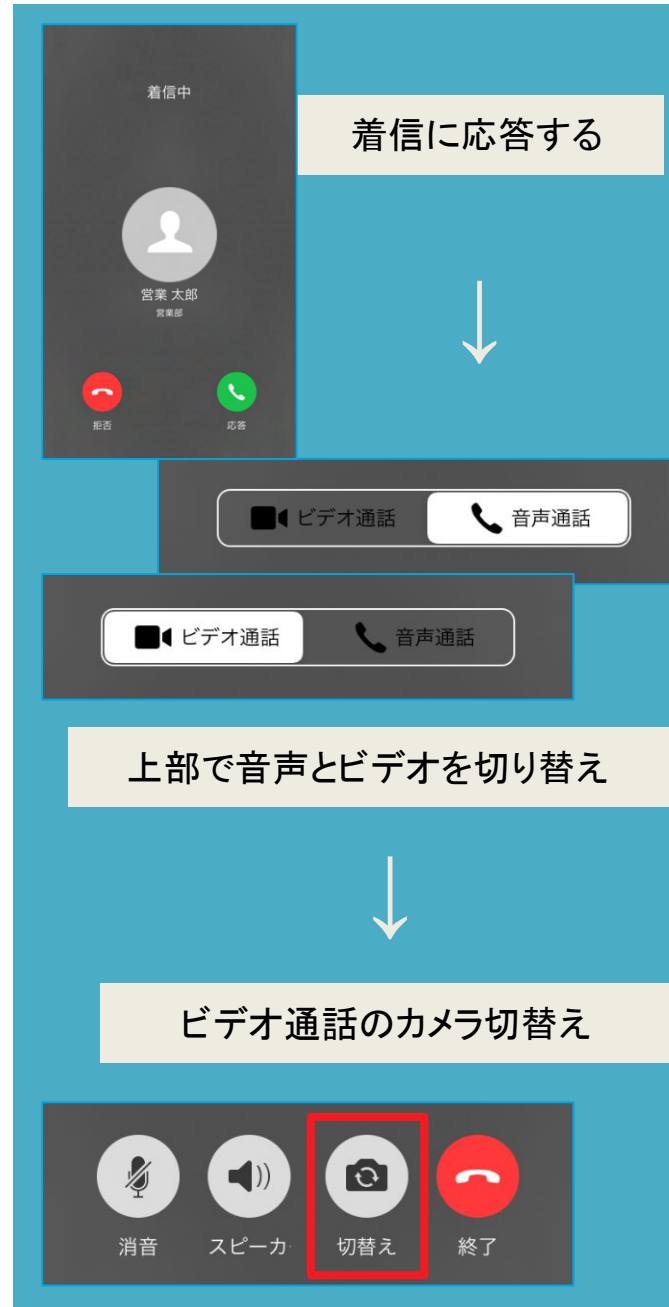 着信中
着信に応答する
営業 太郎
営業部
拒否
応答
ビデオ通話
音声通話
ビデオ通話
音声通話
上部で音声とビデオを切り替え
ビデオ通話のカメラ切替え
消音
スピーカ
切替え
終了